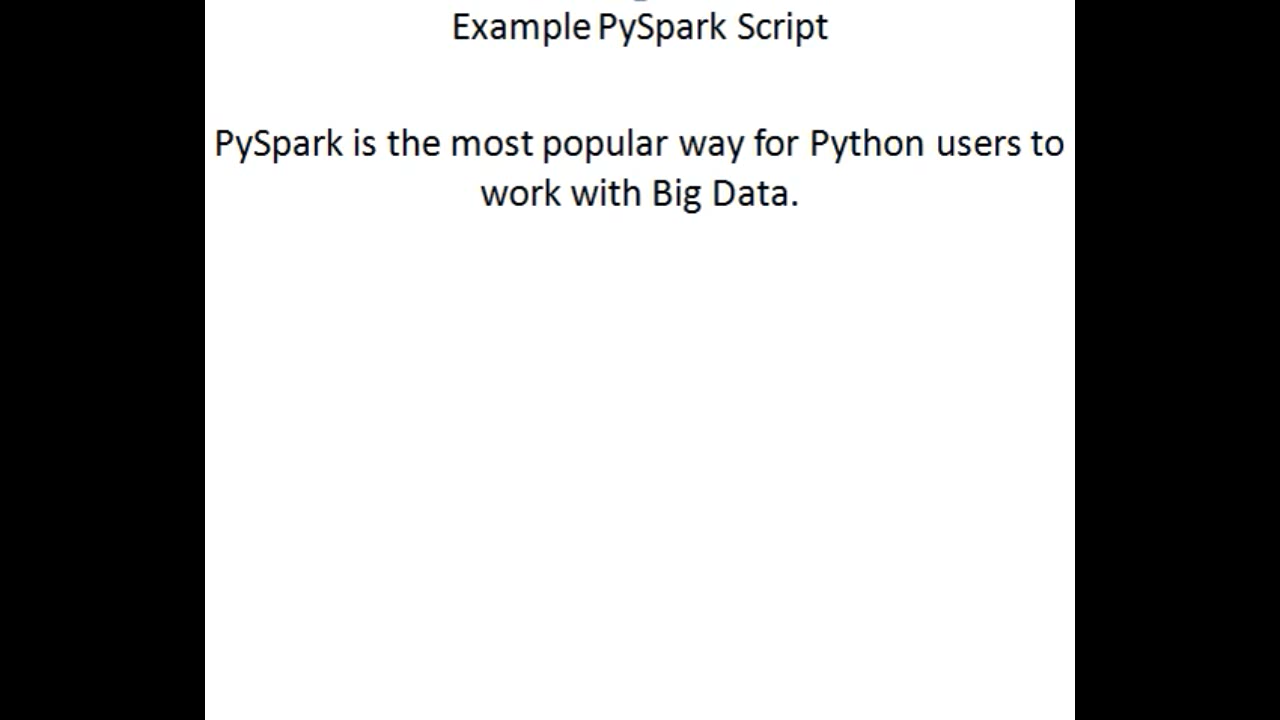 Example PySpark Script
PySpark is the most popular way for Python users to
work with Big Data.